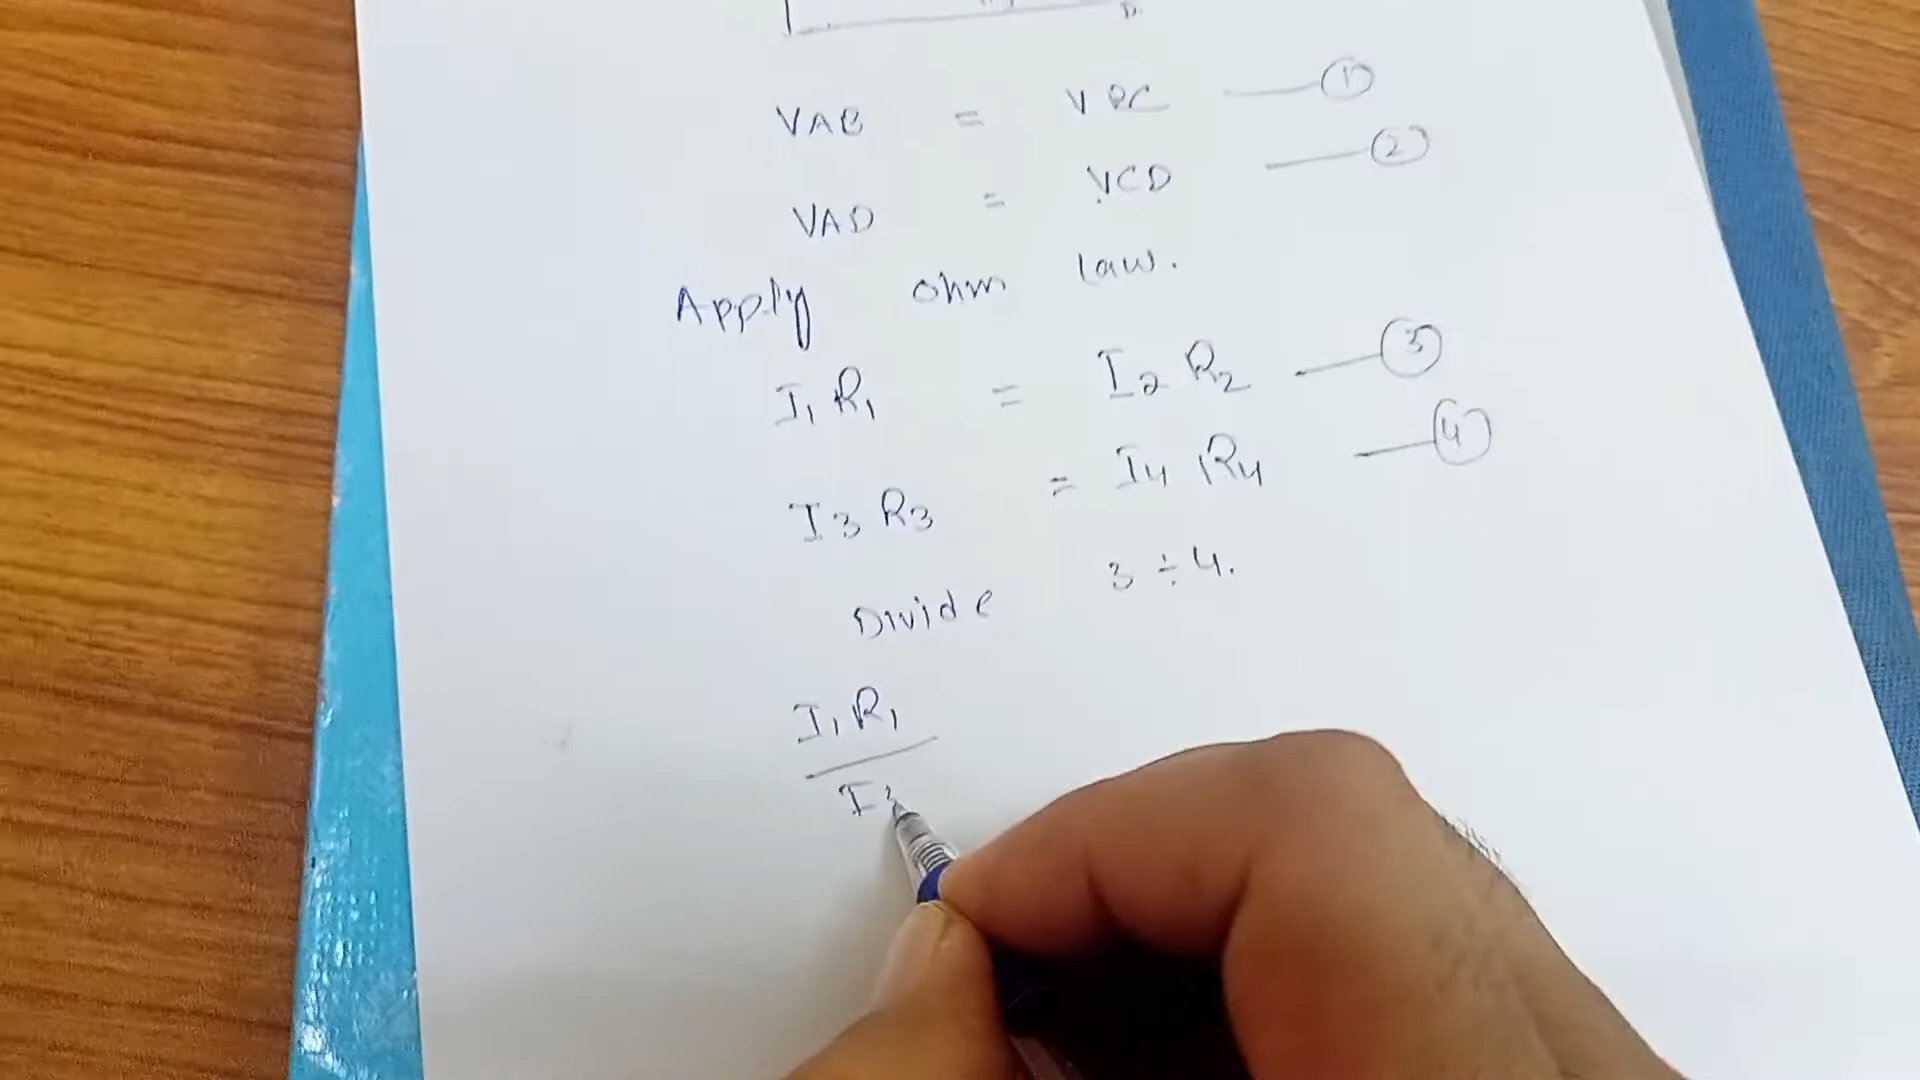 D.
VAB = VBC — 1
VAD = VCD — 2
Apply ohm law.
I1 R1 = I2 R2 — 3
I3 R3 = I4 R4 — 4
Divide 3 ÷ 4.
I1 R1
I3